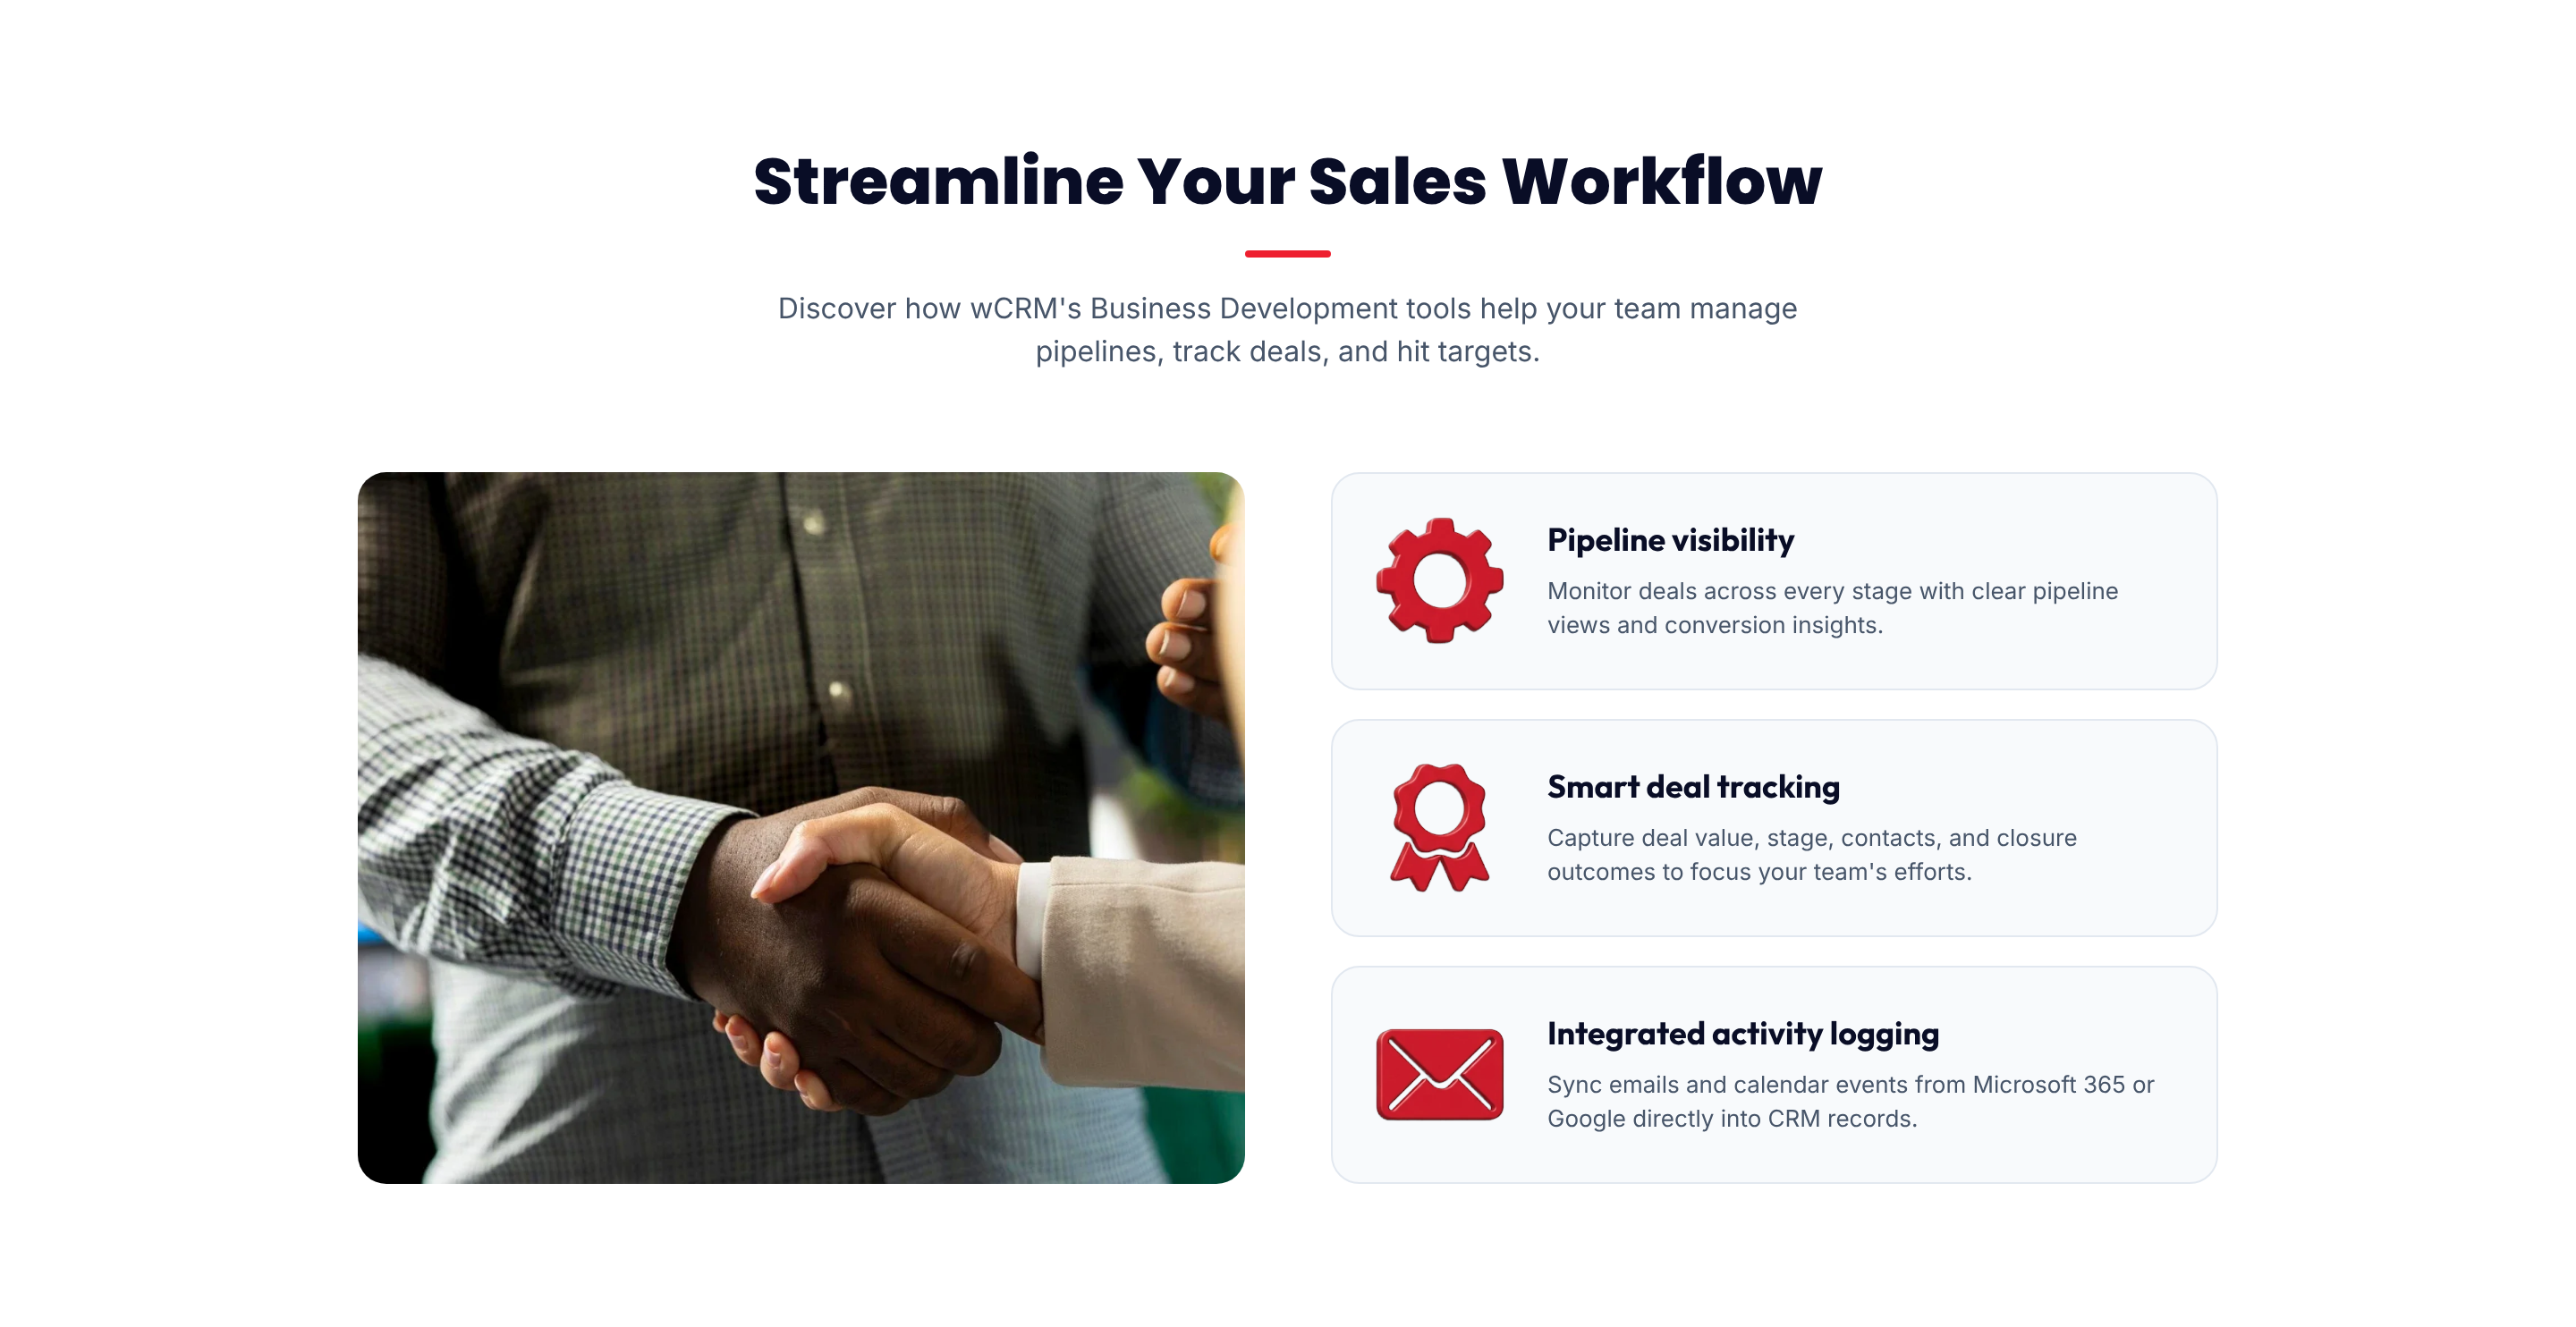 Streamline Your Sales Workflow
Discover how wCRM's Business Development tools help your team manage
pipelines, track deals, and hit targets.
Pipeline visibility
Monitor deals across every stage with clear pipeline
views and conversion insights.
Smart deal tracking
Capture deal value, stage, contacts, and closure
outcomes to focus your team's efforts.
Integrated activity logging
Sync emails and calendar events from Microsoft 365 or
Google directly into CRM records.